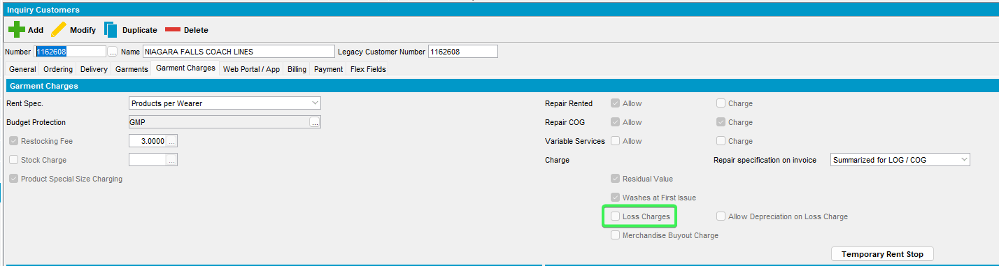 Inquiry Customers
Add Modify Duplicate Delete
Number 1162608 ... Name NIAGARA FALLS COACH LINES Legacy Customer Number 1162608
General Ordering Delivery Garments Garment Charges Web Portal / App Billing Payment Flex Fields
Garment Charges
Rent Spec. Products per Wearer Repair Rented Allow Charge
Budget Protection GMP ... Repair COG Allow Charge
Restocking Fee 3.0000 ... Variable Services Allow Charge
Stock Charge ... Charge Repair specification on invoice Summarized for LOG / COG
Product Special Size Charging Residual Value
Washes at First Issue
Loss Charges Allow Depreciation on Loss Charge
Merchandise Buyout Charge
Temporary Rent Stop